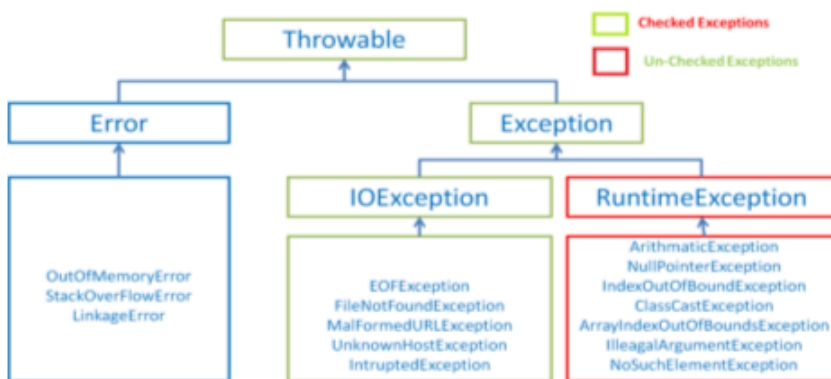 Checked Exceptions
Throwable
Un-Checked Exceptions
Error
Exception
IOException
RuntimeException
OutOfMemoryError
StackOverFlowError
LinkageError
EOFException
FileNotFoundException
MalFormedURLException
UnknownHostException
IntruptedException
ArithmaticException
NullPointerException
IndexOutOfBoundException
ClassCastException
ArrayIndexOutOfBoundsException
IlleagalArgumentException
NoSuchElementException